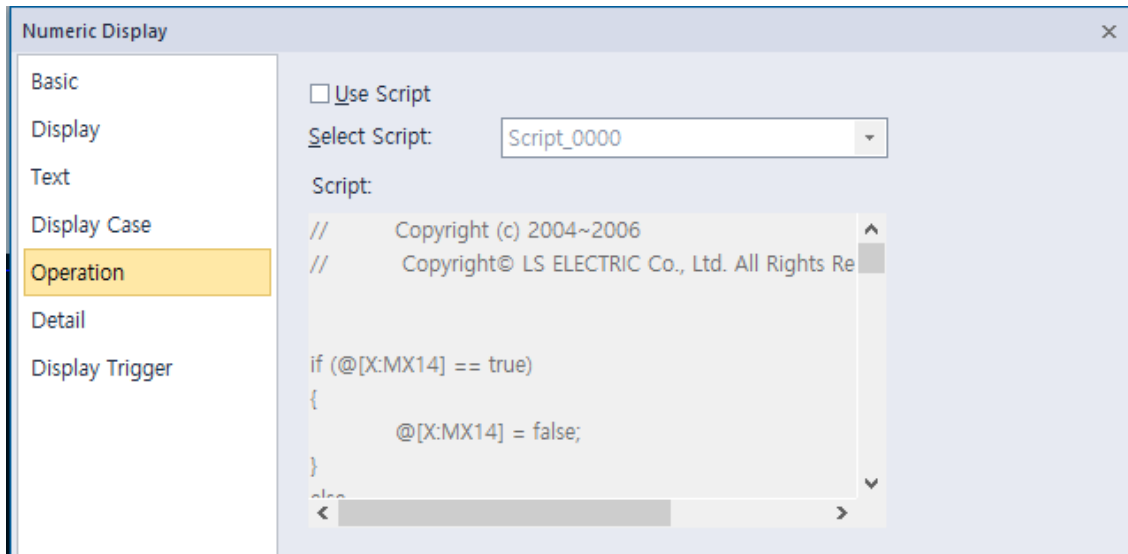 Numeric Display
Basic
Display
Text
Display Case
Operation
Detail
Display Trigger
Use Script
Select Script: Script_0000
Script:
// Copyright (c) 2004~2006
// Copyright© LS ELECTRIC Co., Ltd. All Rights Re
if (@[X:MX14] == true)
{
@[X:MX14] = false;
}
else